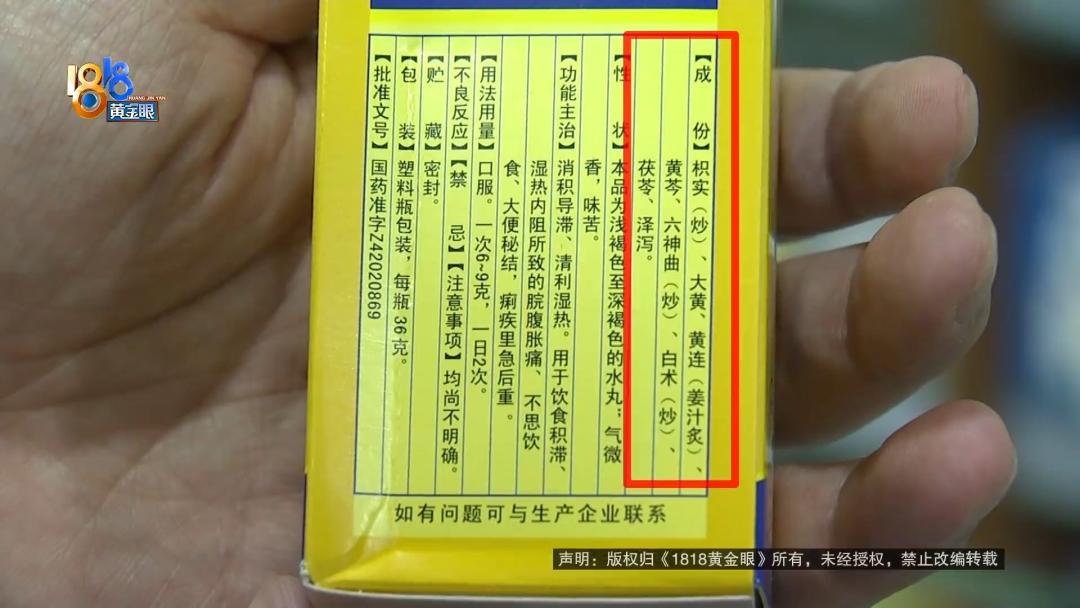 1818
HUANG JIN YAN
黄金眼
【成 份】枳实（炒）、大黄、黄连（姜汁炙）、
黄芩、六神曲（炒）、白术（炒）、
茯苓、泽泻。
【性 状】本品为浅褐色至深褐色的水丸；气微
香，味苦。
【功能主治】消积导滞、清利湿热。用于饮食积滞、
湿热内阻所致的脘腹胀痛、不思饮
食、大便秘结，痢疾里急后重。
【用法用量】口服。一次6~9克，一日2次。
【不良反应】【禁 忌】【注意事项】均尚不明确。
【贮 藏】密封。
【包 装】塑料瓶包装，每瓶36克。
【批准文号】国药准字Z42020869
如有问题可与生产企业联系
声明：版权归《1818黄金眼》所有，未经授权，禁止改编转载